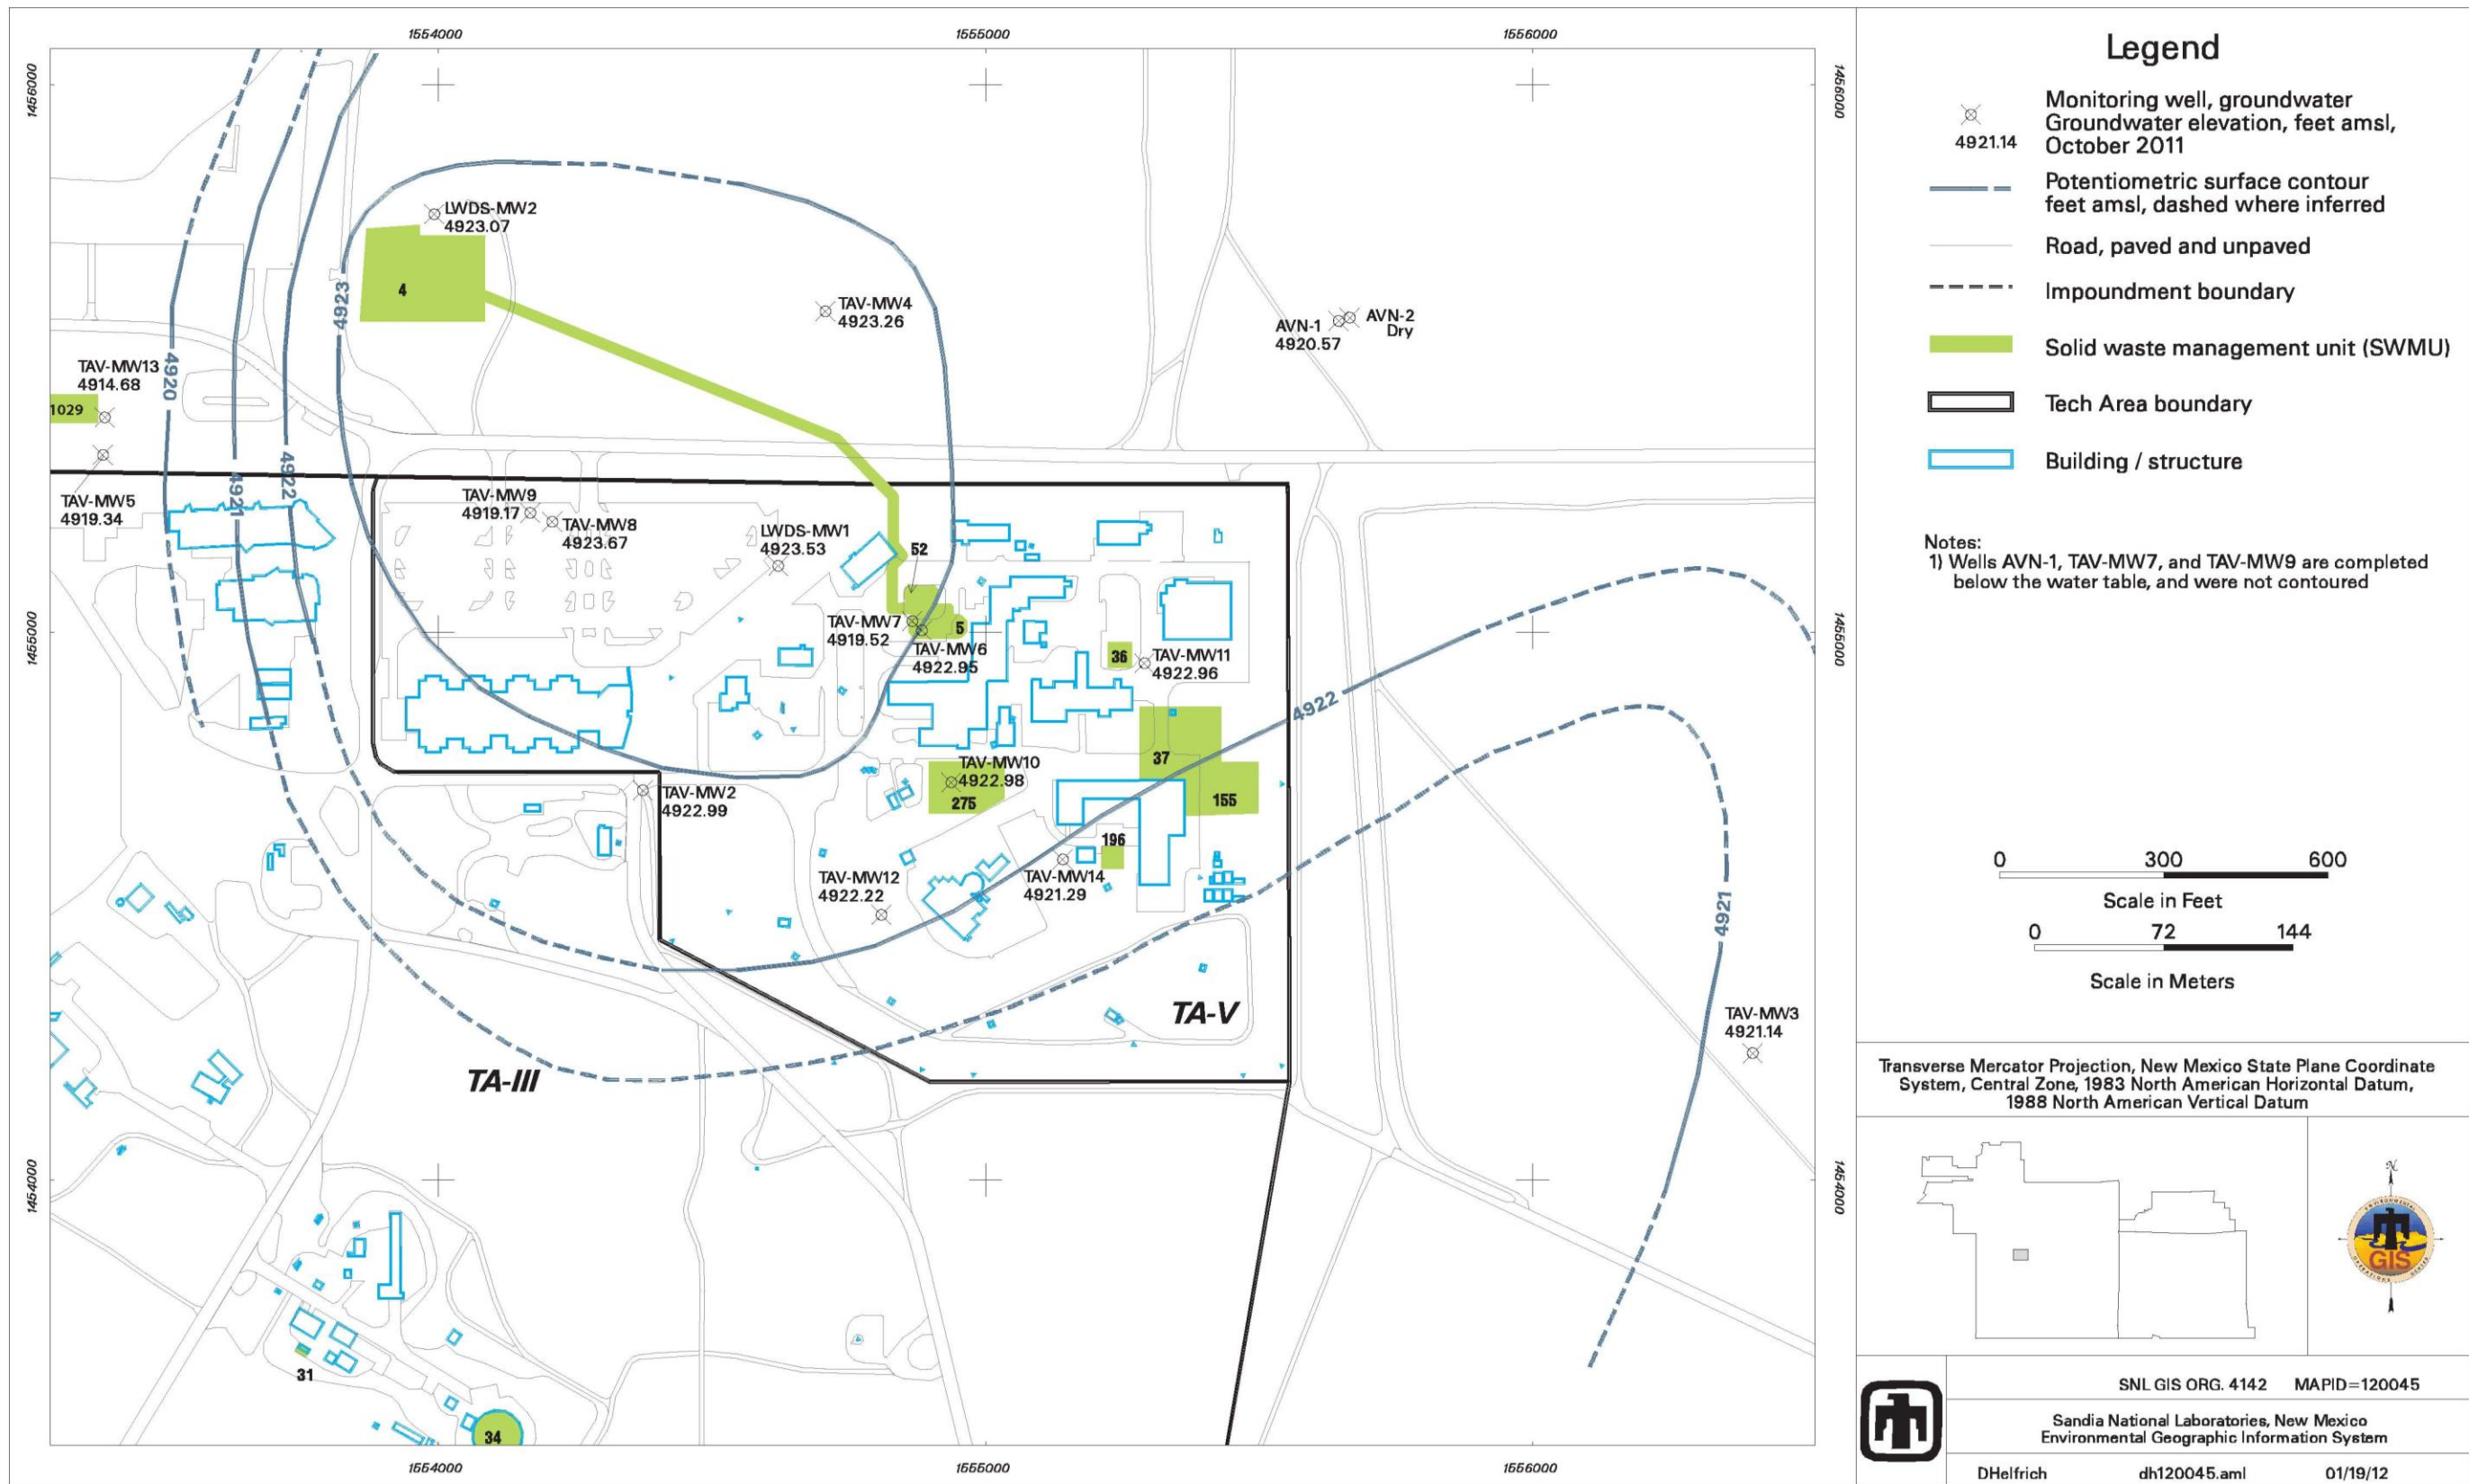 1554000
1555000
1556000
1456000
1456000
LWDS-MW2
4923.07
4
4923
TAV-MW4
4923.26
AVN-1
4920.57
AVN-2
Dry
TAV-MW13
4914.68
1029
4920
TAV-MW5
4919.34
4921
4922
TAV-MW9
4919.17
TAV-MW8
4923.67
LWDS-MW1
4923.53
52
TAV-MW7
4919.52
5
TAV-MW6
4922.95
36
TAV-MW11
4922.96
1455000
1455000
4922
37
155
TAV-MW10
4922.98
275
TAV-MW2
4922.99
196
TAV-MW14
4921.29
TAV-MW12
4922.22
4921
TA-V
TAV-MW3
4921.14
TA-III
1454000
1454000
31
34
1554000
1555000
1556000
Legend
4921.14
Monitoring well, groundwater
Groundwater elevation, feet amsl,
October 2011
Potentiometric surface contour
feet amsl, dashed where inferred
Road, paved and unpaved
Impoundment boundary
Solid waste management unit (SWMU)
Tech Area boundary
Building / structure
Notes:
1) Wells AVN-1, TAV-MW7, and TAV-MW9 are completed
below the water table, and were not contoured
0 300 600
Scale in Feet
0 72 144
Scale in Meters
Transverse Mercator Projection, New Mexico State Plane Coordinate
System, Central Zone, 1983 North American Horizontal Datum,
1988 North American Vertical Datum
N
GIS
SNL GIS ORG. 4142 MAPID=120045
Sandia National Laboratories, New Mexico
Environmental Geographic Information System
DHelfrich dh120045.aml 01/19/12